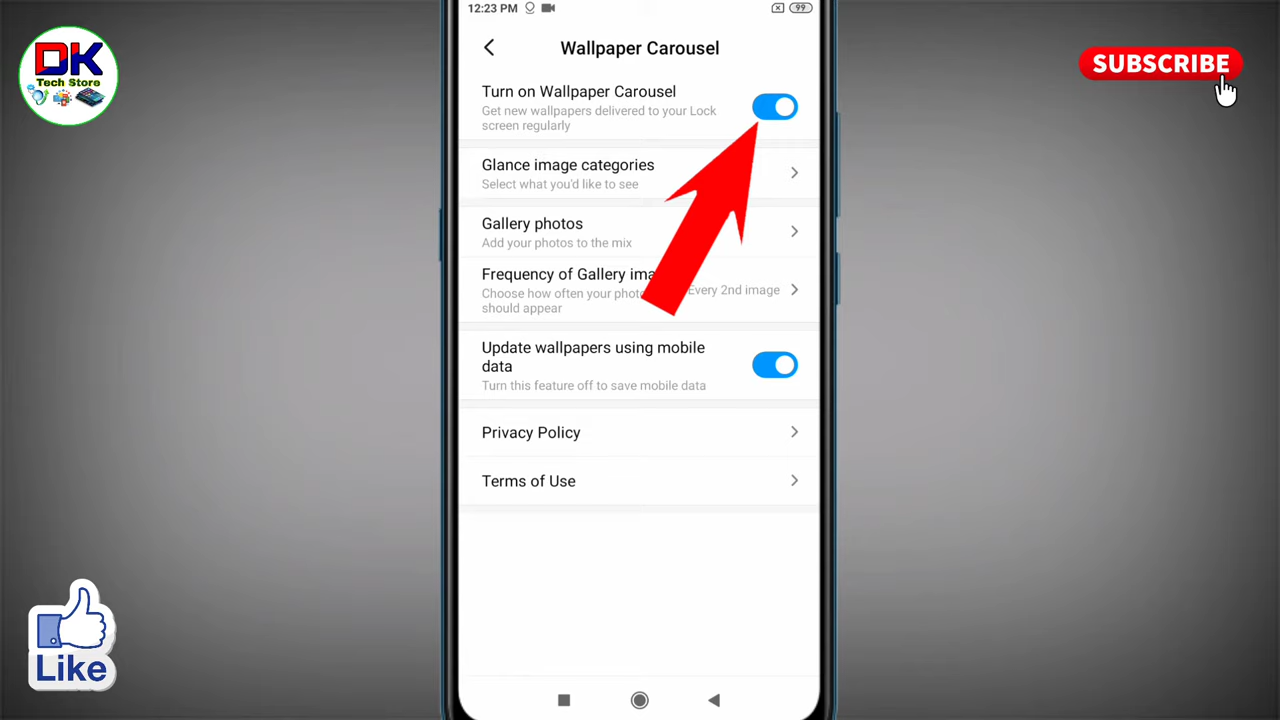 12:23 PM
99
DK
Tech Store
SUBSCRIBE
Wallpaper Carousel
Turn on Wallpaper Carousel
Get new wallpapers delivered to your Lock
screen regularly
Glance image categories
Select what you'd like to see
Gallery photos
Add your photos to the mix
Frequency of Gallery
Choose how often your
should appear
Every 2nd image
Update wallpapers using mobile
data
Turn this feature off to save mobile data
Privacy Policy
Terms of Use
Like